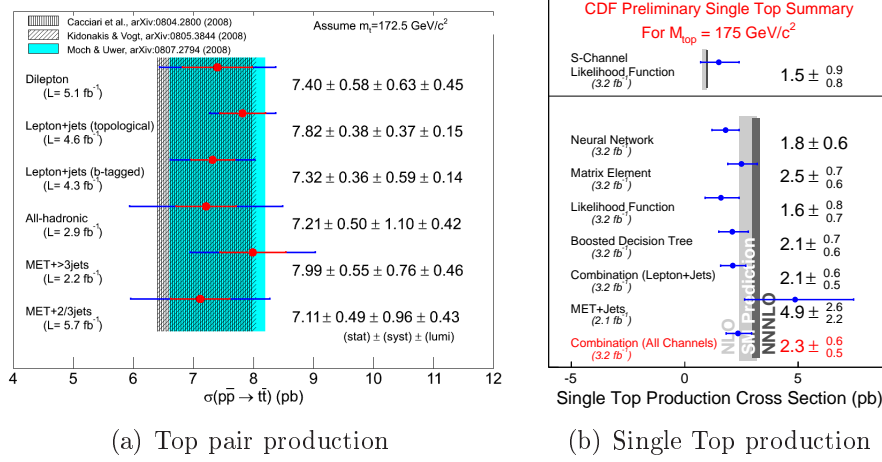 Cacciari et al., arXiv:0804.2800 (2008)
Kidonakis & Vogt, arXiv:0805.3844 (2008)
Moch & Uwer, arXiv:0807.2794 (2008)
Assume mt=172.5 GeV/c²
Dilepton
(L= 5.1 fb⁻¹)
7.40 ± 0.58 ± 0.63 ± 0.45
Lepton+jets (topological)
(L= 4.6 fb⁻¹)
7.82 ± 0.38 ± 0.37 ± 0.15
Lepton+jets (b-tagged)
(L= 4.3 fb⁻¹)
7.32 ± 0.36 ± 0.59 ± 0.14
All-hadronic
(L= 2.9 fb⁻¹)
7.21 ± 0.50 ± 1.10 ± 0.42
MET+>3jets
(L= 2.2 fb⁻¹)
7.99 ± 0.55 ± 0.76 ± 0.46
MET+2/3jets
(L= 5.7 fb⁻¹)
7.11 ± 0.49 ± 0.96 ± 0.43
(stat) ± (syst) ± (lumi)
4 5 6 7 8 9 10 11 12
σ(pp̅ → tt̅) (pb)
(a) Top pair production
CDF Preliminary Single Top Summary
For Mtop = 175 GeV/c²
S-Channel
Likelihood Function
(3.2 fb⁻¹)
1.5 ± 0.9 0.8
Neural Network
(3.2 fb⁻¹)
1.8 ± 0.6
Matrix Element
(3.2 fb⁻¹)
2.5 ± 0.7 0.6
Likelihood Function
(3.2 fb⁻¹)
1.6 ± 0.8 0.7
Boosted Decision Tree
(3.2 fb⁻¹)
2.1 ± 0.7 0.6
Combination (Lepton+Jets)
(3.2 fb⁻¹)
2.1 ± 0.6 0.5
MET+Jets
(2.1 fb⁻¹)
4.9 ± 2.6 2.2
Combination (All Channels)
(3.2 fb⁻¹)
2.3 ± 0.6 0.5
NLO
SM Prediction
NNNLO
-5 0 5
Single Top Production Cross Section (pb)
(b) Single Top production